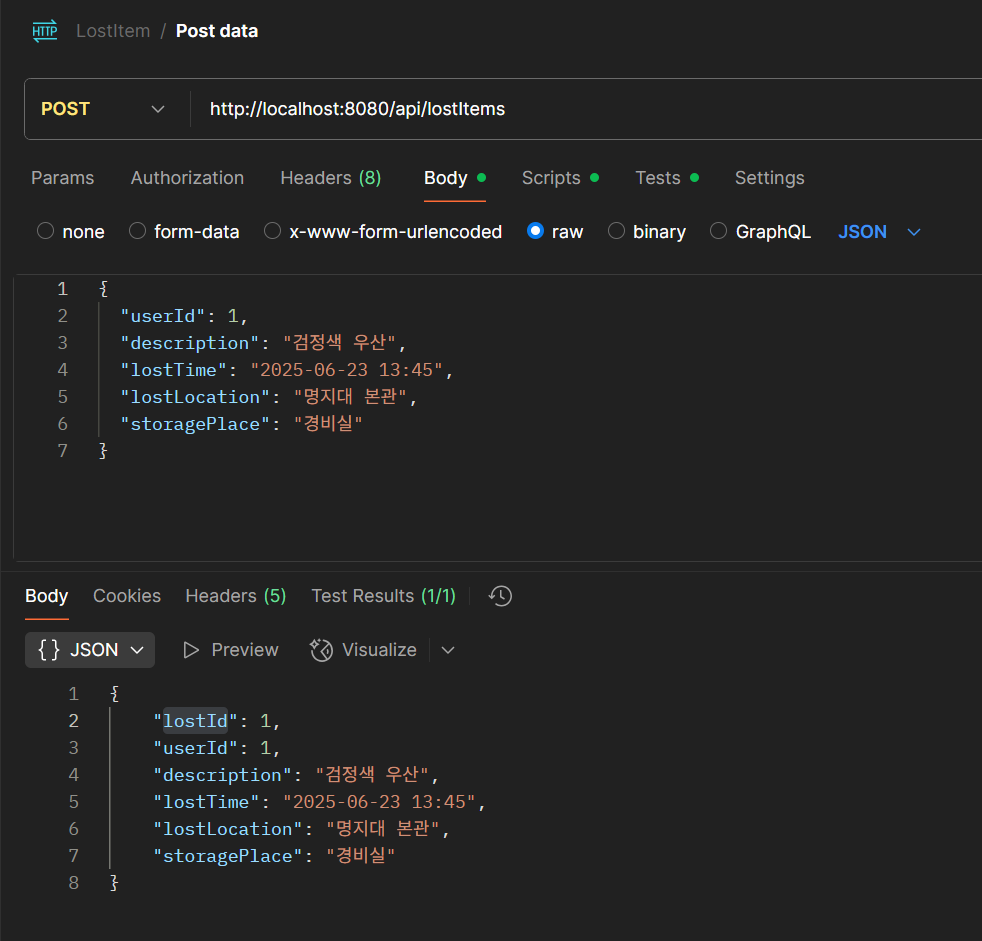 HTTP LostItem / Post data
POST http://localhost:8080/api/lostItems
Params Authorization Headers (8) Body Scripts Tests Settings
none form-data x-www-form-urlencoded raw binary GraphQL JSON
1 {
2 "userId": 1,
3 "description": "검정색 우산",
4 "lostTime": "2025-06-23 13:45",
5 "lostLocation": "명지대 본관",
6 "storagePlace": "경비실"
7 }
Body Cookies Headers (5) Test Results (1/1)
{} JSON Preview Visualize
1 {
2 "lostId": 1,
3 "userId": 1,
4 "description": "검정색 우산",
5 "lostTime": "2025-06-23 13:45",
6 "lostLocation": "명지대 본관",
7 "storagePlace": "경비실"
8 }